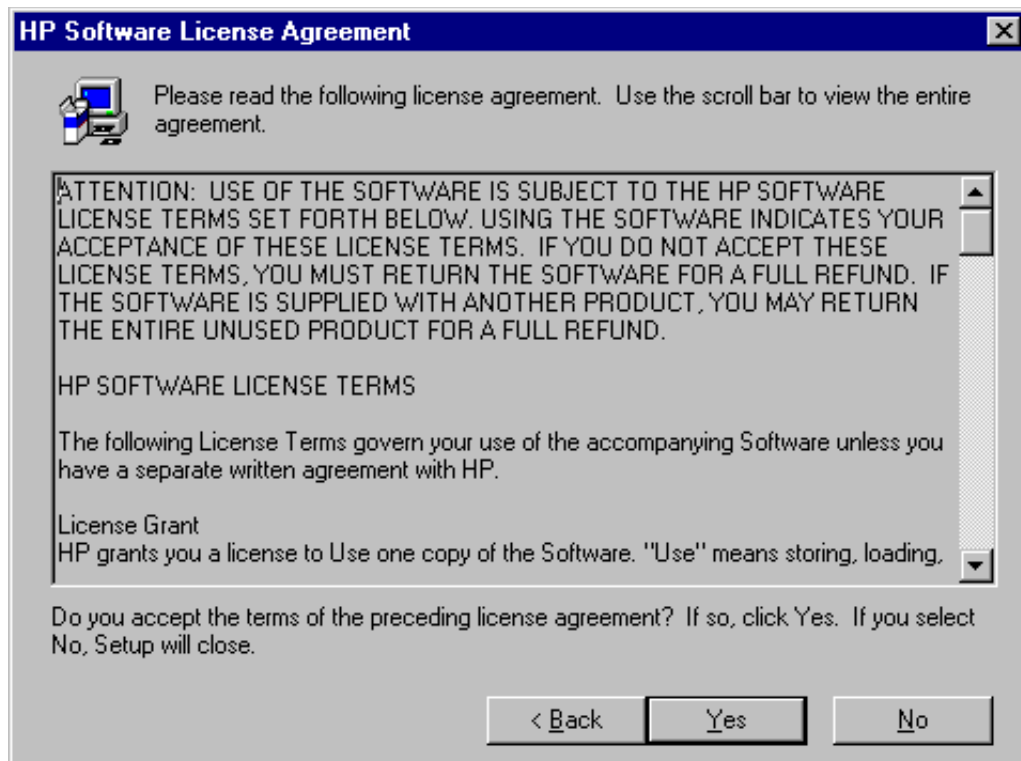 HP Software License Agreement
Please read the following license agreement.  Use the scroll bar to view the entire
agreement.
ATTENTION:  USE OF THE SOFTWARE IS SUBJECT TO THE HP SOFTWARE
LICENSE TERMS SET FORTH BELOW. USING THE SOFTWARE INDICATES YOUR
ACCEPTANCE OF THESE LICENSE TERMS.  IF YOU DO NOT ACCEPT THESE
LICENSE TERMS, YOU MUST RETURN THE SOFTWARE FOR A FULL REFUND.  IF
THE SOFTWARE IS SUPPLIED WITH ANOTHER PRODUCT, YOU MAY RETURN
THE ENTIRE UNUSED PRODUCT FOR A FULL REFUND.
HP SOFTWARE LICENSE TERMS
The following License Terms govern your use of the accompanying Software unless you
have a separate written agreement with HP.
License Grant
HP grants you a license to Use one copy of the Software. "Use" means storing, loading,
Do you accept the terms of the preceding license agreement?  If so, click Yes.  If you select
No, Setup will close.
< Back
Yes
No